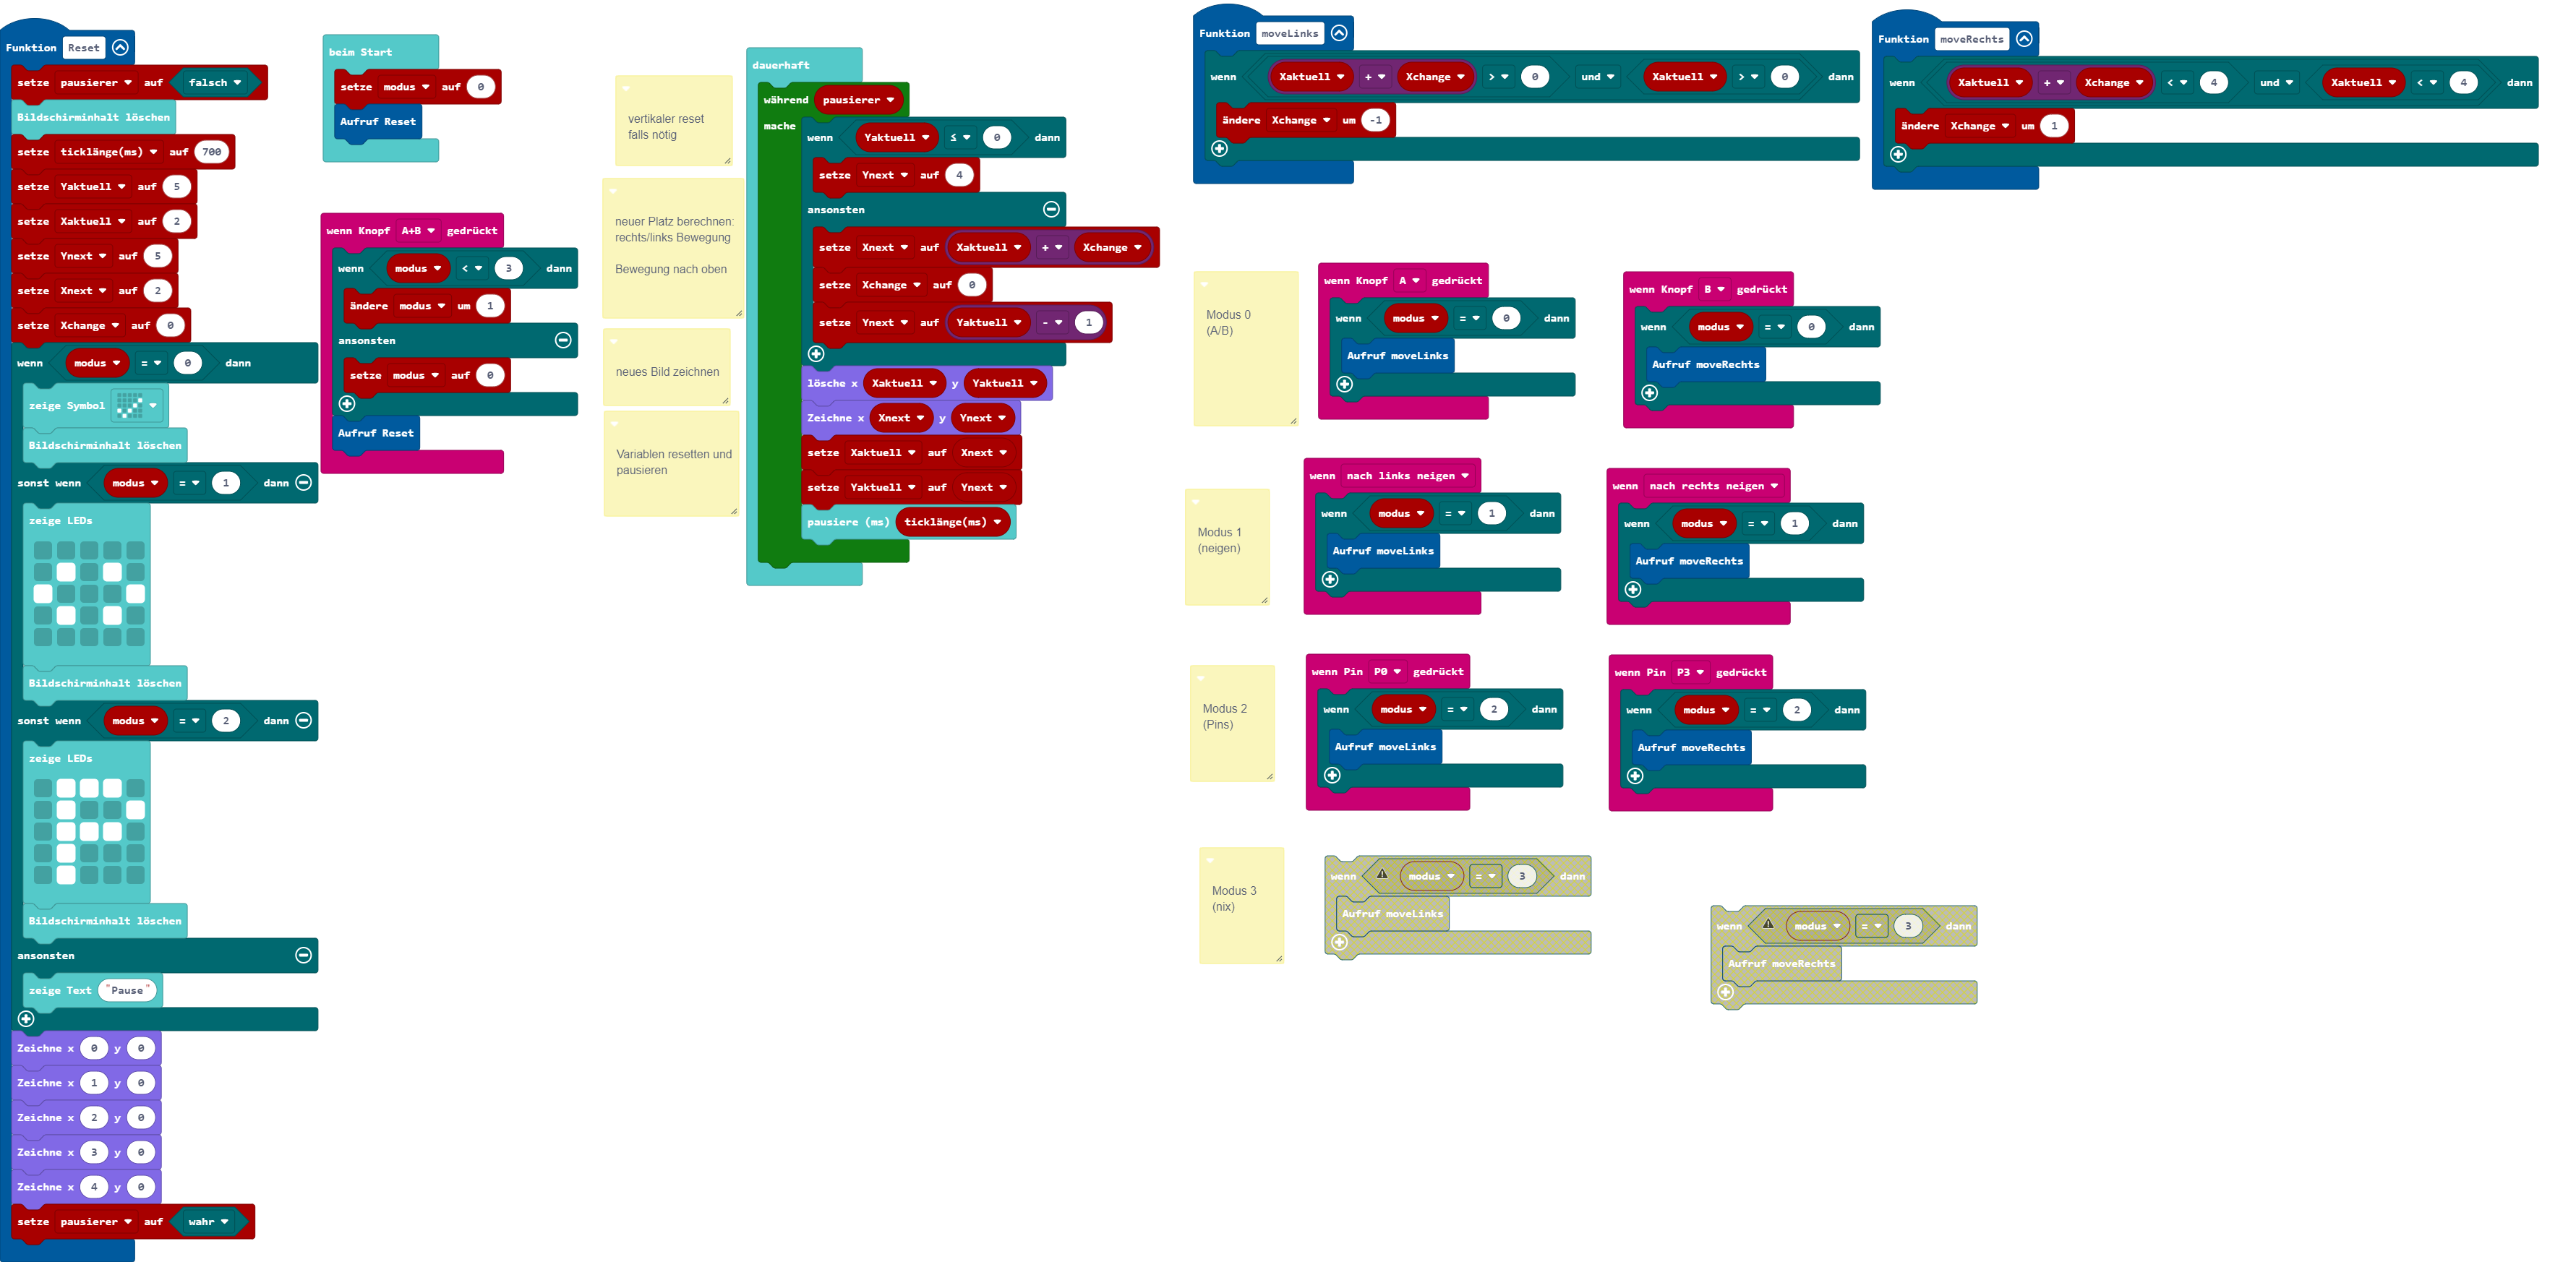 Funktion Reset
setze pausierer auf falsch
Bildschirminhalt löschen
setze ticklänge(ms) auf 700
setze Yaktuell auf 5
setze Xaktuell auf 2
setze Ynext auf 5
setze Xnext auf 2
setze Xchange auf 0
wenn modus = 0 dann
zeige Symbol
Bildschirminhalt löschen
sonst wenn modus = 1 dann
zeige LEDs
Bildschirminhalt löschen
sonst wenn modus = 2 dann
zeige LEDs
Bildschirminhalt löschen
ansonsten
zeige Text "Pause"
Zeichne x 0 y 0
Zeichne x 1 y 0
Zeichne x 2 y 0
Zeichne x 3 y 0
Zeichne x 4 y 0
setze pausierer auf wahr
beim Start
setze modus auf 0
Aufruf Reset
wenn Knopf A+B gedrückt
wenn modus < 3 dann
ändere modus um 1
ansonsten
setze modus auf 0
Aufruf Reset
vertikaler reset
falls nötig
neuer Platz berechnen:
rechts/links Bewegung
Bewegung nach oben
neues Bild zeichnen
Variablen resetten und
pausieren
dauerhaft
während pausierer
mache
wenn Yaktuell ≤ 0 dann
setze Ynext auf 4
ansonsten
setze Xnext auf Xaktuell + Xchange
setze Xchange auf 0
setze Ynext auf Yaktuell - 1
lösche x Xaktuell y Yaktuell
Zeichne x Xnext y Ynext
setze Xaktuell auf Xnext
setze Yaktuell auf Ynext
pausiere (ms) ticklänge(ms)
Funktion moveLinks
wenn Xaktuell + Xchange > 0 und Xaktuell > 0 dann
ändere Xchange um -1
Funktion moveRechts
wenn Xaktuell + Xchange < 4 und Xaktuell < 4 dann
ändere Xchange um 1
Modus 0
(A/B)
wenn Knopf A gedrückt
wenn modus = 0 dann
Aufruf moveLinks
wenn Knopf B gedrückt
wenn modus = 0 dann
Aufruf moveRechts
Modus 1
(neigen)
wenn nach links neigen
wenn modus = 1 dann
Aufruf moveLinks
wenn nach rechts neigen
wenn modus = 1 dann
Aufruf moveRechts
Modus 2
(Pins)
wenn Pin P0 gedrückt
wenn modus = 2 dann
Aufruf moveLinks
wenn Pin P3 gedrückt
wenn modus = 2 dann
Aufruf moveRechts
Modus 3
(nix)
wenn modus = 3 dann
Aufruf moveLinks
wenn modus = 3 dann
Aufruf moveRechts